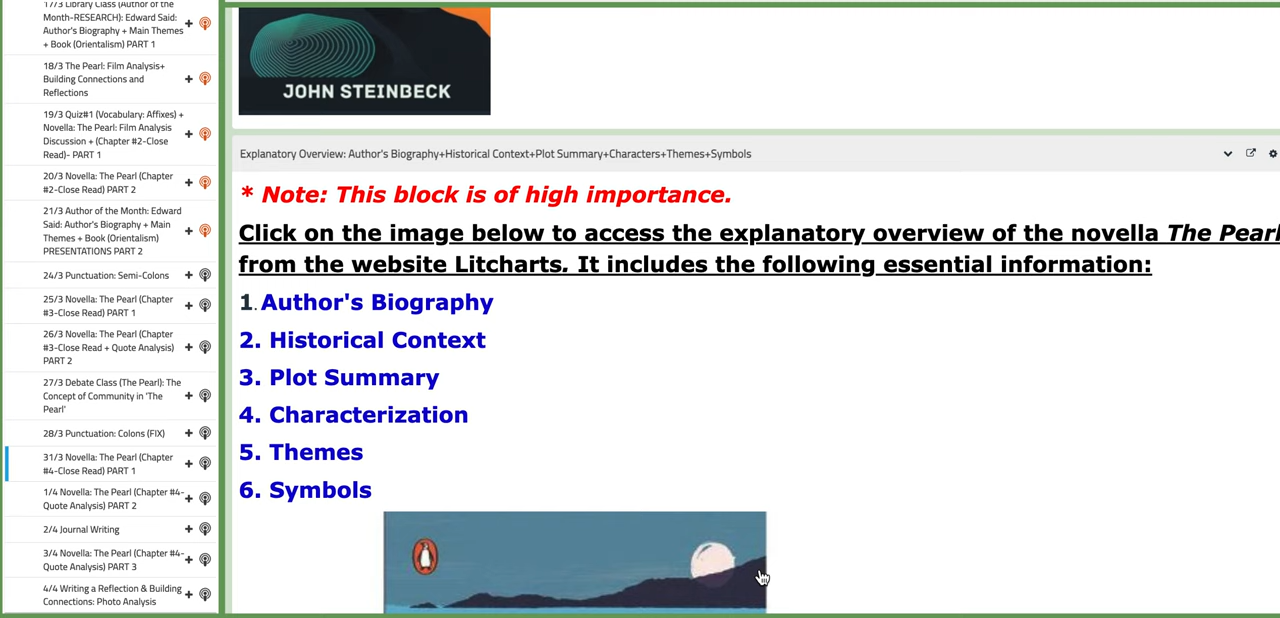 17/3 Library Class (Author of the
Month-RESEARCH): Edward Said:
Author's Biography + Main Themes
+ Book (Orientalism) PART 1
18/3 The Pearl: Film Analysis+
Building Connections and
Reflections
19/3 Quiz#1 (Vocabulary: Affixes) +
Novella: The Pearl: Film Analysis
Discussion + (Chapter #2-Close
Read)- PART 1
20/3 Novella: The Pearl (Chapter
#2-Close Read) PART 2
21/3 Author of the Month: Edward
Said: Author's Biography + Main
Themes + Book (Orientalism)
PRESENTATIONS PART 2
24/3 Punctuation: Semi-Colons
25/3 Novella: The Pearl (Chapter
#3-Close Read) PART 1
26/3 Novella: The Pearl (Chapter
#3-Close Read + Quote Analysis)
PART 2
27/3 Debate Class (The Pearl): The
Concept of Community in 'The
Pearl'
28/3 Punctuation: Colons (FIX)
31/3 Novella: The Pearl (Chapter
#4-Close Read) PART 1
1/4 Novella: The Pearl (Chapter #4-
Quote Analysis) PART 2
2/4 Journal Writing
3/4 Novella: The Pearl (Chapter #4-
Quote Analysis) PART 3
4/4 Writing a Reflection & Building
Connections: Photo Analysis
JOHN STEINBECK
Explanatory Overview: Author's Biography+Historical Context+Plot Summary+Characters+Themes+Symbols
* Note: This block is of high importance.
Click on the image below to access the explanatory overview of the novella The Pearl
from the website Litcharts. It includes the following essential information:
1. Author's Biography
2. Historical Context
3. Plot Summary
4. Characterization
5. Themes
6. Symbols